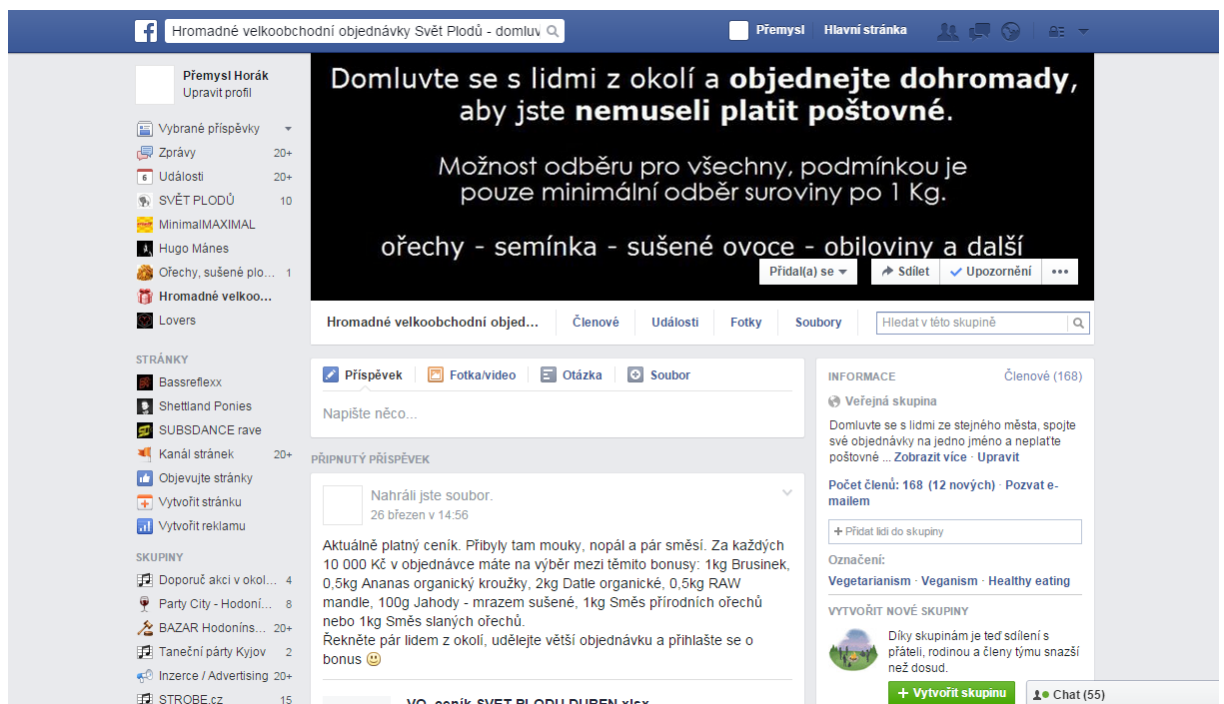 Hromadné velkoobchodní objednávky Svět Plodů - domluv
Přemysl
Hlavní stránka
Přemysl Horák
Upravit profil
Vybrané příspěvky
Zprávy 20+
6 Události 20+
SVĚT PLODŮ 10
MinimalMAXIMAL
Hugo Mánes
Ořechy, sušené plo... 1
Hromadné velkoo...
Lovers
STRÁNKY
Bassreflexx
Shettland Ponies
SUBSDANCE rave
Kanál stránek 20+
Objevujte stránky
Vytvořit stránku
Vytvořit reklamu
SKUPINY
Doporuč akci v okol... 4
Party City - Hodoní... 8
BAZAR Hodoníns... 20+
Taneční párty Kyjov 2
Inzerce / Advertising 20+
STROBE.cz 15
Domluvte se s lidmi z okolí a objednejte dohromady,
aby jste nemuseli platit poštovné.
Možnost odběru pro všechny, podmínkou je
pouze minimální odběr suroviny po 1 Kg.
ořechy - semínka - sušené ovoce - obiloviny a další
Přidal(a) se
Sdílet
Upozornění
Hromadné velkoobchodní objed...
Členové
Události
Fotky
Soubory
Hledat v této skupině
Příspěvek
Fotka/video
Otázka
Soubor
Napište něco...
PŘIPNUTÝ PŘÍSPĚVEK
Nahráli jste soubor.
26 březen v 14:56
Aktuálně platný ceník. Přibyly tam mouky, nopál a pár směsí. Za každých
10 000 Kč v objednávce máte na výběr mezi těmito bonusy: 1kg Brusinek,
0,5kg Ananas organický kroužky, 2kg Datle organické, 0,5kg RAW
mandle, 100g Jahody - mrazem sušené, 1kg Směs přírodních ořechů
nebo 1kg Směs slaných ořechů.
Řekněte pár lidem z okolí, udělejte větší objednávku a přihlašte se o
bonus
VO_ceník SVET PLODU DUBEN.xlsx
INFORMACE
Členové (168)
Veřejná skupina
Domluvte se s lidmi ze stejného města, spojte
své objednávky na jedno jméno a neplaťte
poštovné ... Zobrazit více · Upravit
Počet členů: 168 (12 nových) · Pozvat e-
mailem
+ Přidat lidi do skupiny
Označení:
Vegetarianism · Veganism · Healthy eating
VYTVOŘIT NOVÉ SKUPINY
Díky skupinám je teď sdílení s
přáteli, rodinou a členy týmu snazší
než dosud.
+ Vytvořit skupinu
Chat (55)